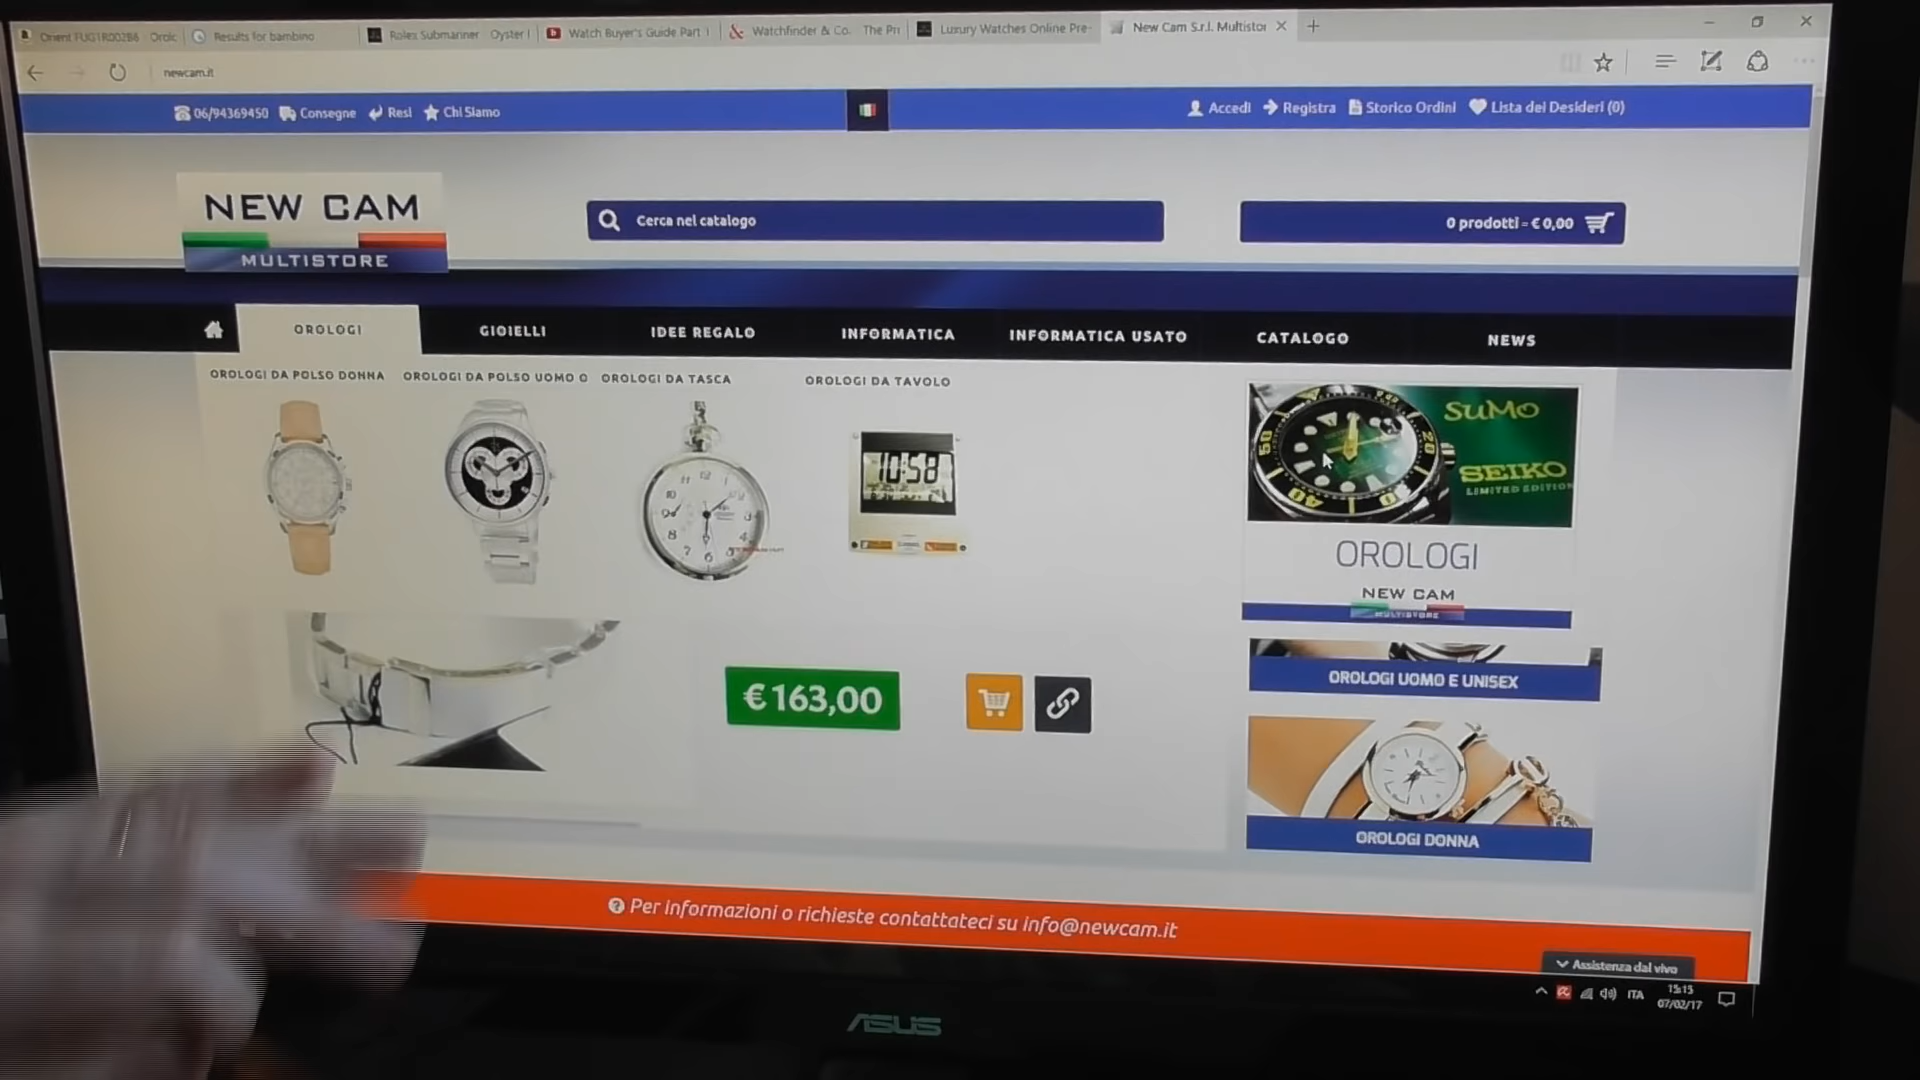 Orient FUG1R002B8 Orolc
Results for bambino
Rolex Submariner Oyster
Watch Buyer's Guide Part 1
Watchfinder & Co. The Pr
Luxury Watches Online Pre-
New Cam S.r.l. Multistor
newcam.it
06/94369450 Consegne Resi Chi Siamo
Accedi Registra Storico Ordini Lista dei Desideri (0)
NEW CAM
MULTISTORE
Cerca nel catalogo
0 prodotti - € 0,00
OROLOGI GIOIELLI IDEE REGALO INFORMATICA INFORMATICA USATO CATALOGO NEWS
OROLOGI DA POLSO DONNA OROLOGI DA POLSO UOMO O OROLOGI DA TASCA OROLOGI DA TAVOLO
10:58
SUMO
SEIKO
LIMITED EDITION
OROLOGI
NEW CAM
MULTISTORE
€ 163,00
OROLOGI UOMO E UNISEX
OROLOGI DONNA
Per informazioni o richieste contattateci su info@newcam.it
Assistenza dal vivo
ITA
15:15
07/02/17
ASUS